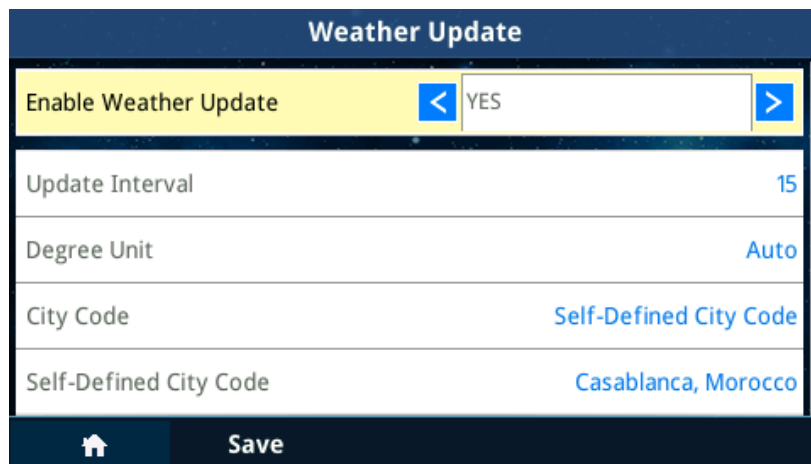 Weather Update
Enable Weather Update < YES >
Update Interval 15
Degree Unit Auto
City Code Self-Defined City Code
Self-Defined City Code Casablanca, Morocco
Save